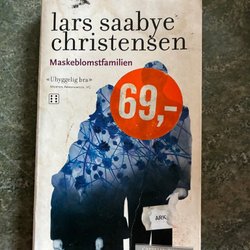 lars saabye
christensen
Maskeblomstfamilien
«Uhyggelig bra»
69,-
ARK